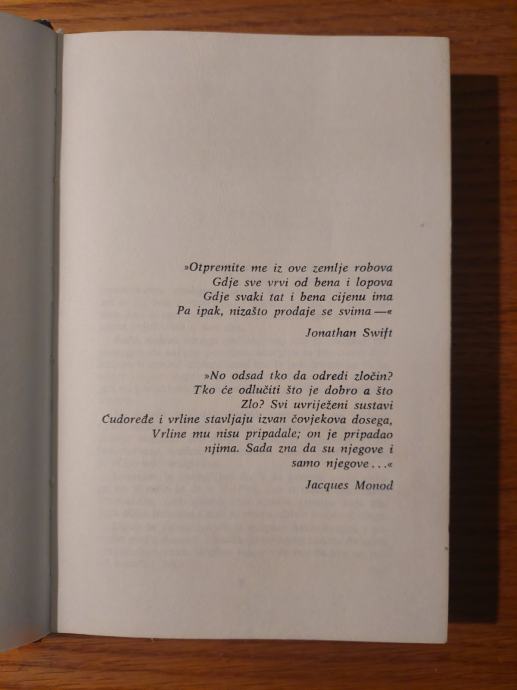 »Otpremite me iz ove zemlje robova
Gdje sve vrvi od bena i lopova
Gdje svaki tat i bena cijenu ima
Pa ipak, nizašto prodaje se svima —«
Jonathan Swift
»No odsad tko da odredi zločin?
Tko će odlučiti što je dobro a što
Zlo? Svi uvriježeni sustavi
Ćudoređe i vrline stavljaju izvan čovjekova dosega,
Vrline mu nisu pripadale; on je pripadao
njima. Sada zna da su njegove i
samo njegove...«
Jacques Monod